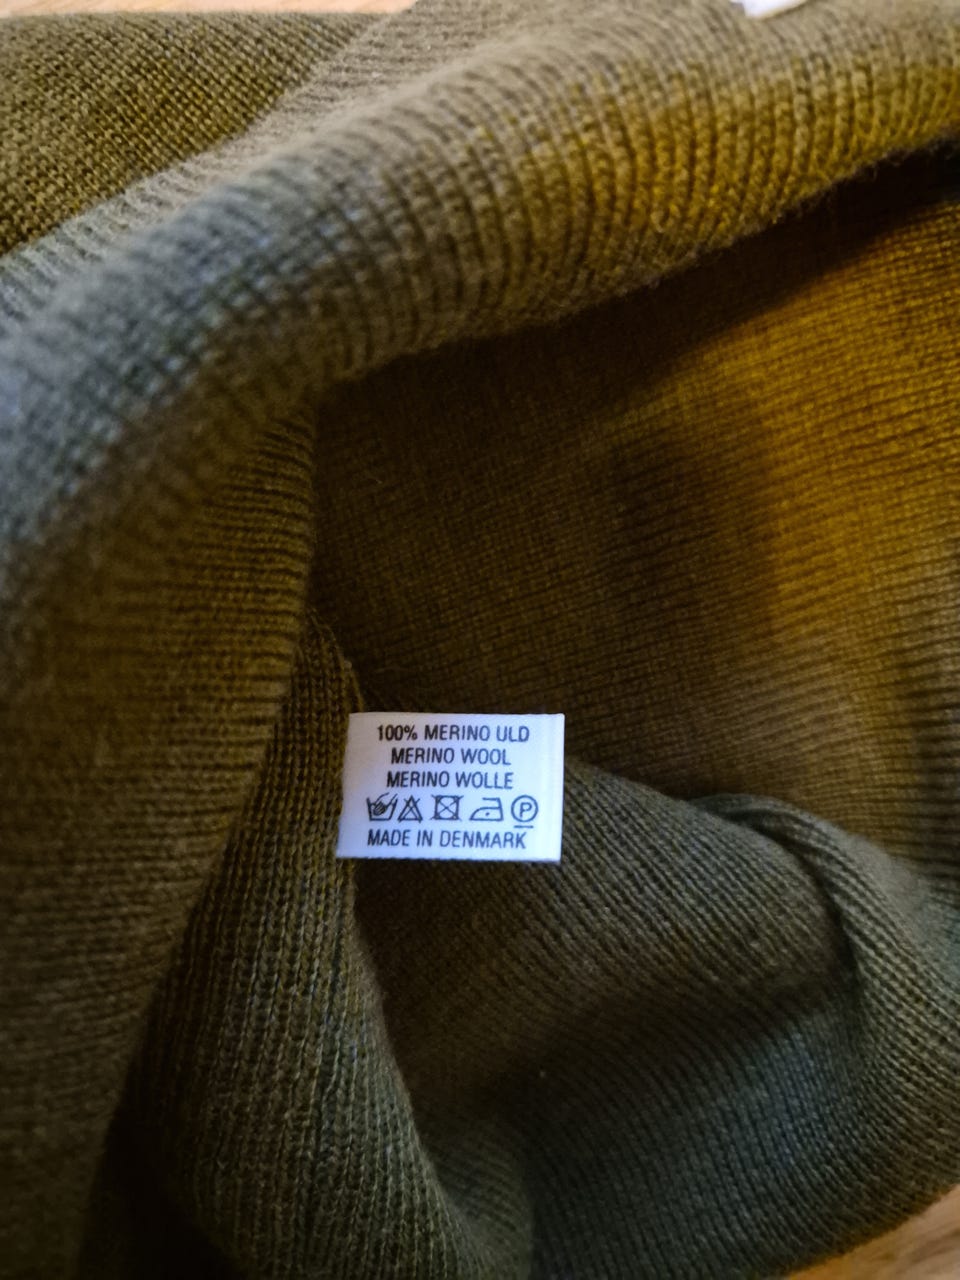 100% MERINO ULD
MERINO WOOL
MERINO WOLLE
P
MADE IN DENMARK